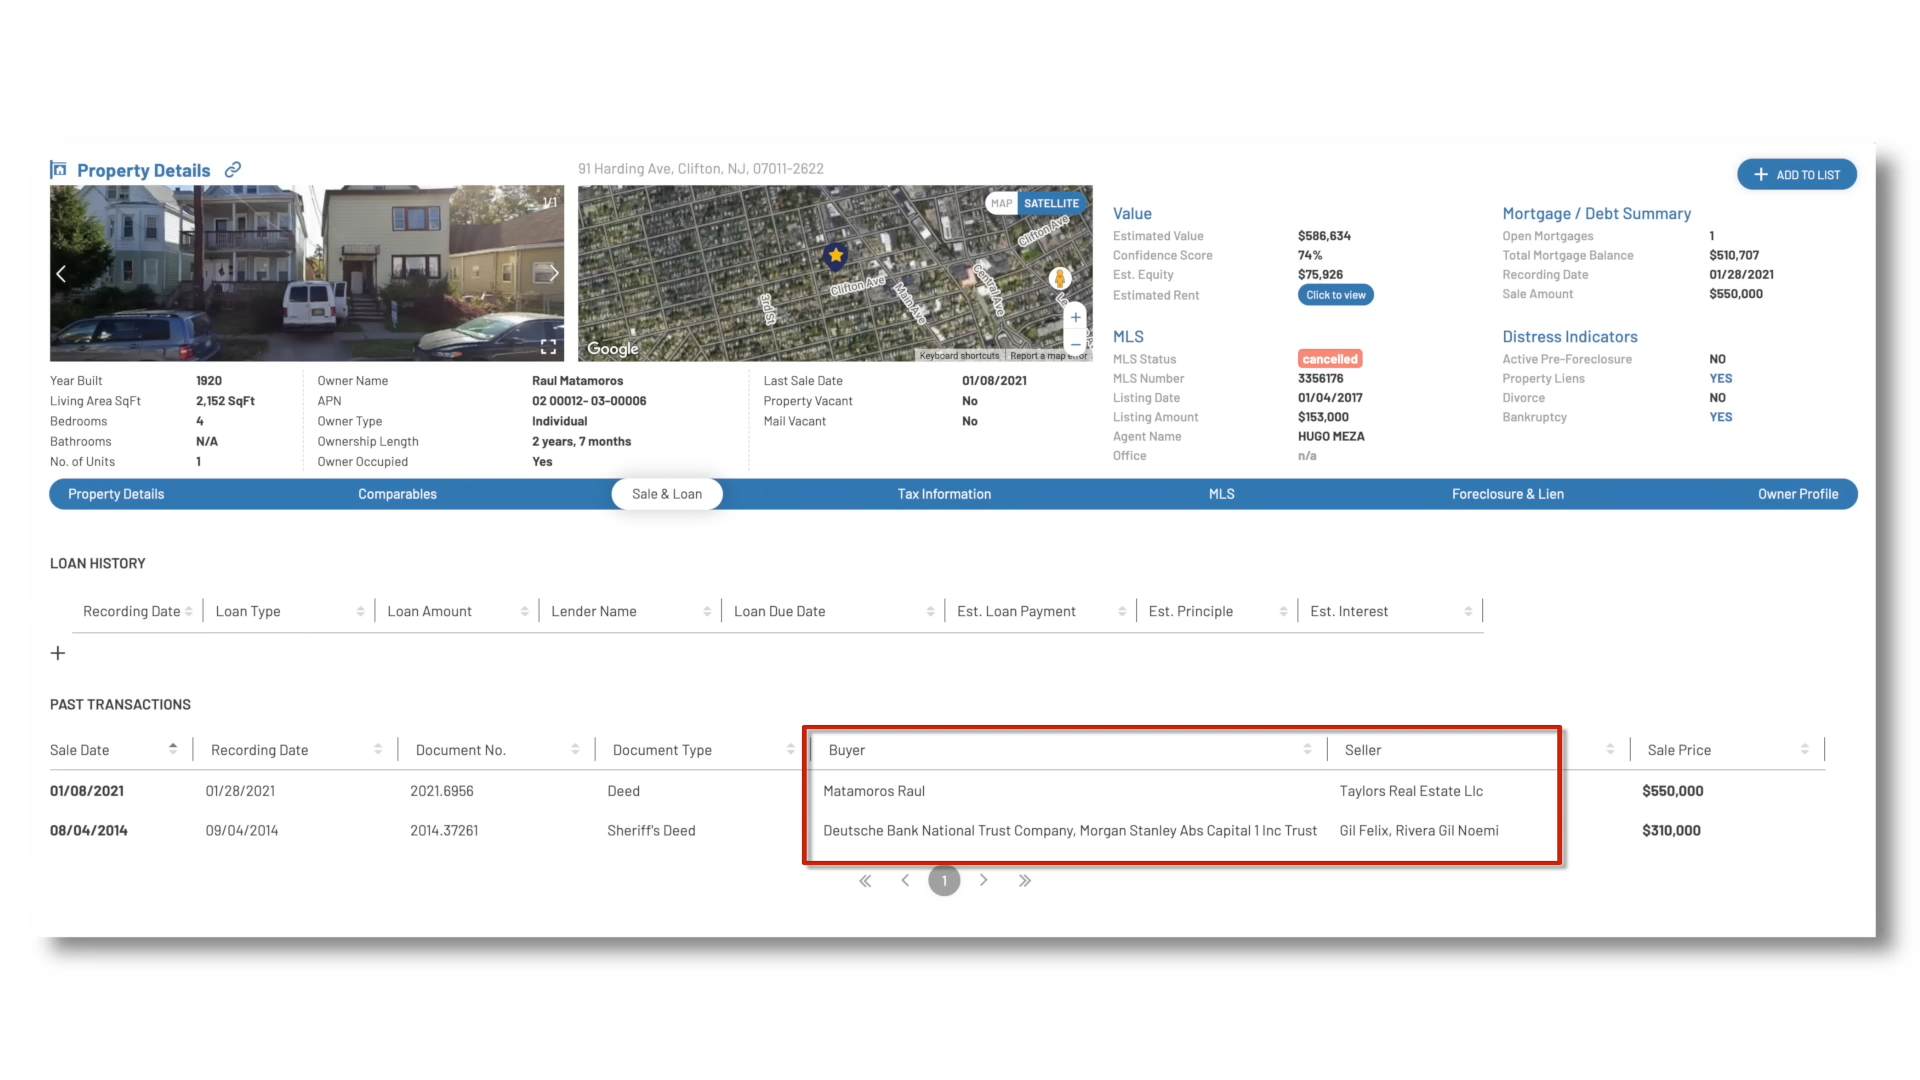 Property Details
91 Harding Ave, Clifton, NJ, 07011-2622
ADD TO LIST
1/1
MAP SATELLITE
Clifton Ave
Clifton Ave
Main Ave
Central Ave
3rd St
Google
Keyboard shortcuts Report a map error
Value
Estimated Value $586,634
Confidence Score 74%
Est. Equity $75,926
Estimated Rent Click to view
Mortgage / Debt Summary
Open Mortgages 1
Total Mortgage Balance $510,707
Recording Date 01/28/2021
Sale Amount $550,000
MLS
MLS Status cancelled
MLS Number 3356176
Listing Date 01/04/2017
Listing Amount $153,000
Agent Name HUGO MEZA
Office n/a
Distress Indicators
Active Pre-Foreclosure NO
Property Liens YES
Divorce NO
Bankruptcy YES
Year Built 1920
Living Area SqFt 2,152 SqFt
Bedrooms 4
Bathrooms N/A
No. of Units 1
Owner Name Raul Matamoros
APN 02 00012- 03-00006
Owner Type Individual
Ownership Length 2 years, 7 months
Owner Occupied Yes
Last Sale Date 01/08/2021
Property Vacant No
Mail Vacant No
Property Details Comparables Sale & Loan Tax Information MLS Foreclosure & Lien Owner Profile
LOAN HISTORY
Recording Date Loan Type Loan Amount Lender Name Loan Due Date Est. Loan Payment Est. Principle Est. Interest
PAST TRANSACTIONS
Sale Date Recording Date Document No. Document Type Buyer Seller Sale Price
01/08/2021 01/28/2021 2021.6956 Deed Matamoros Raul Taylors Real Estate Llc $550,000
08/04/2014 09/04/2014 2014.37261 Sheriff's Deed Deutsche Bank National Trust Company, Morgan Stanley Abs Capital 1 Inc Trust Gil Felix, Rivera Gil Noemi $310,000
1